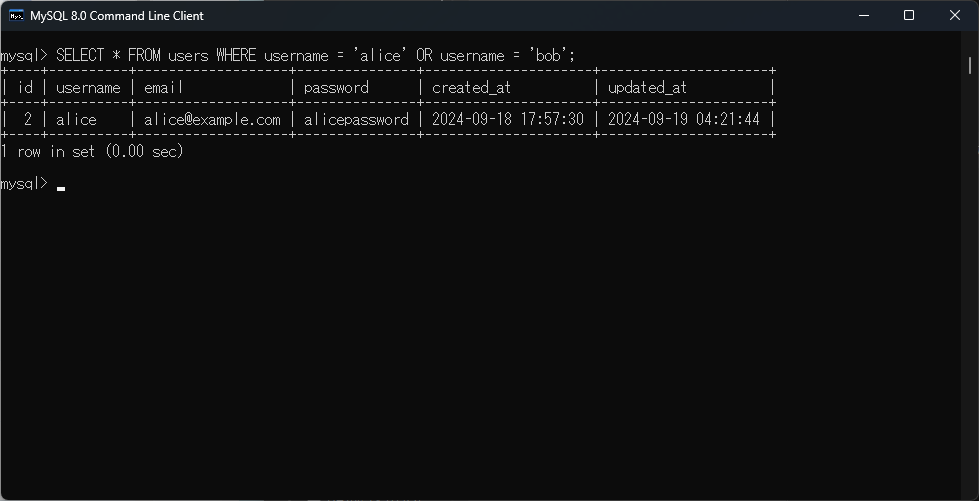 MySQL 8.0 Command Line Client
mysql> SELECT * FROM users WHERE username = 'alice' OR username = 'bob';
+----+----------+-------------------+---------------+---------------------+---------------------+
| id | username | email             | password      | created_at          | updated_at          |
+----+----------+-------------------+---------------+---------------------+---------------------+
|  2 | alice    | alice@example.com | alicepassword | 2024-09-18 17:57:30 | 2024-09-19 04:21:44 |
+----+----------+-------------------+---------------+---------------------+---------------------+
1 row in set (0.00 sec)
mysql>